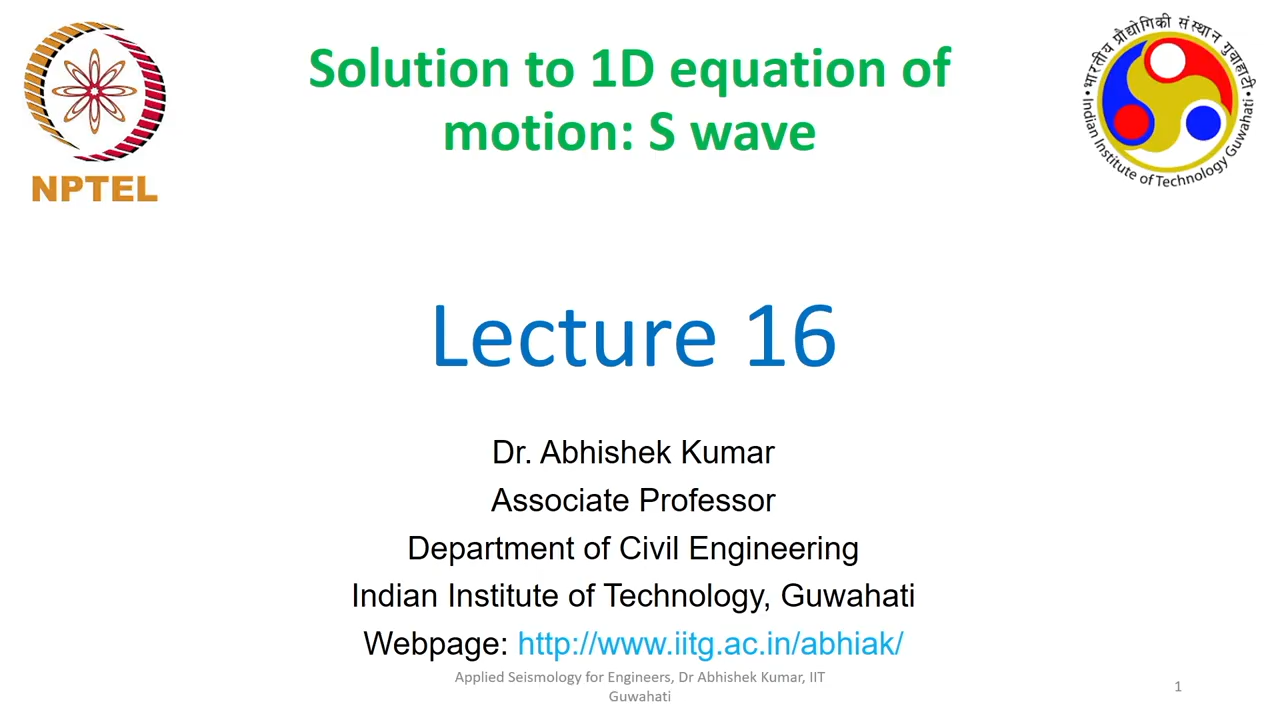 Solution to 1D equation of
motion: S wave
NPTEL
भारतीय प्रौद्योगिकी संस्थान गुवाहाटी
Indian Institute of Technology Guwahati
Lecture 16
Dr. Abhishek Kumar
Associate Professor
Department of Civil Engineering
Indian Institute of Technology, Guwahati
Webpage: http://www.iitg.ac.in/abhiak/
Applied Seismology for Engineers, Dr Abhishek Kumar, IIT
Guwahati
1